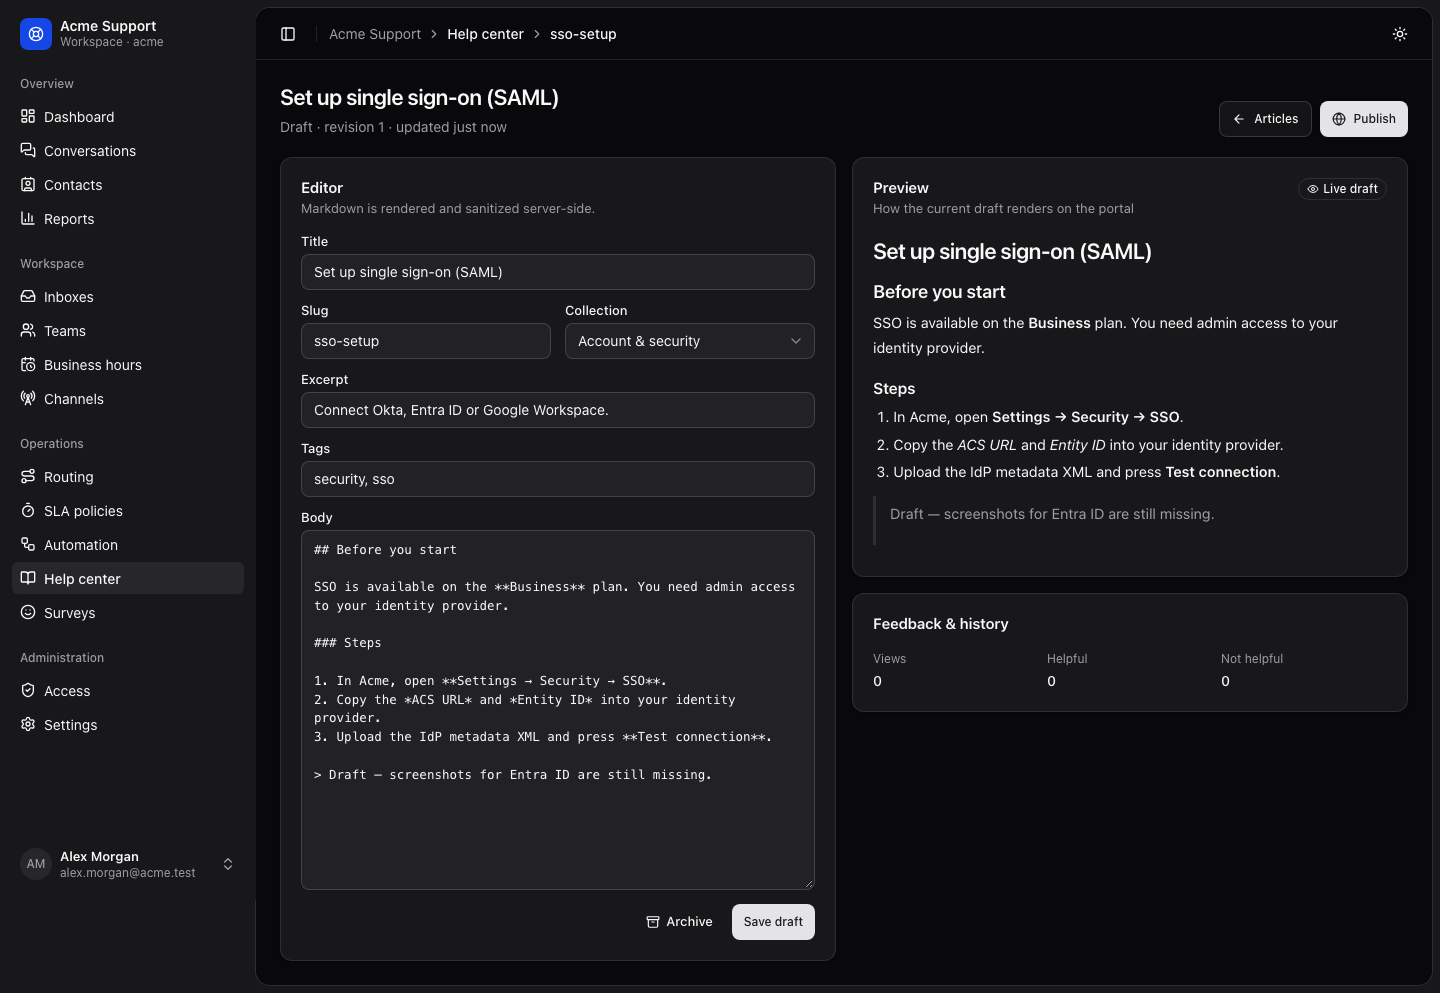 Acme Support
Workspace · acme
Overview
Dashboard
Conversations
Contacts
Reports
Workspace
Inboxes
Teams
Business hours
Channels
Operations
Routing
SLA policies
Automation
Help center
Surveys
Administration
Access
Settings
AM
Alex Morgan
alex.morgan@acme.test
Acme Support > Help center > sso-setup
Set up single sign-on (SAML)
Draft · revision 1 · updated just now
Articles
Publish
Editor
Markdown is rendered and sanitized server-side.
Title
Set up single sign-on (SAML)
Slug
Collection
sso-setup
Account & security
Excerpt
Connect Okta, Entra ID or Google Workspace.
Tags
security, sso
Body
## Before you start
SSO is available on the **Business** plan. You need admin access
to your identity provider.
### Steps
1. In Acme, open **Settings → Security → SSO**.
2. Copy the *ACS URL* and *Entity ID* into your identity
provider.
3. Upload the IdP metadata XML and press **Test connection**.
> Draft — screenshots for Entra ID are still missing.
Archive
Save draft
Preview
Live draft
How the current draft renders on the portal
Set up single sign-on (SAML)
Before you start
SSO is available on the Business plan. You need admin access to your
identity provider.
Steps
1. In Acme, open Settings → Security → SSO.
2. Copy the ACS URL and Entity ID into your identity provider.
3. Upload the IdP metadata XML and press Test connection.
Draft — screenshots for Entra ID are still missing.
Feedback & history
Views
Helpful
Not helpful
0
0
0